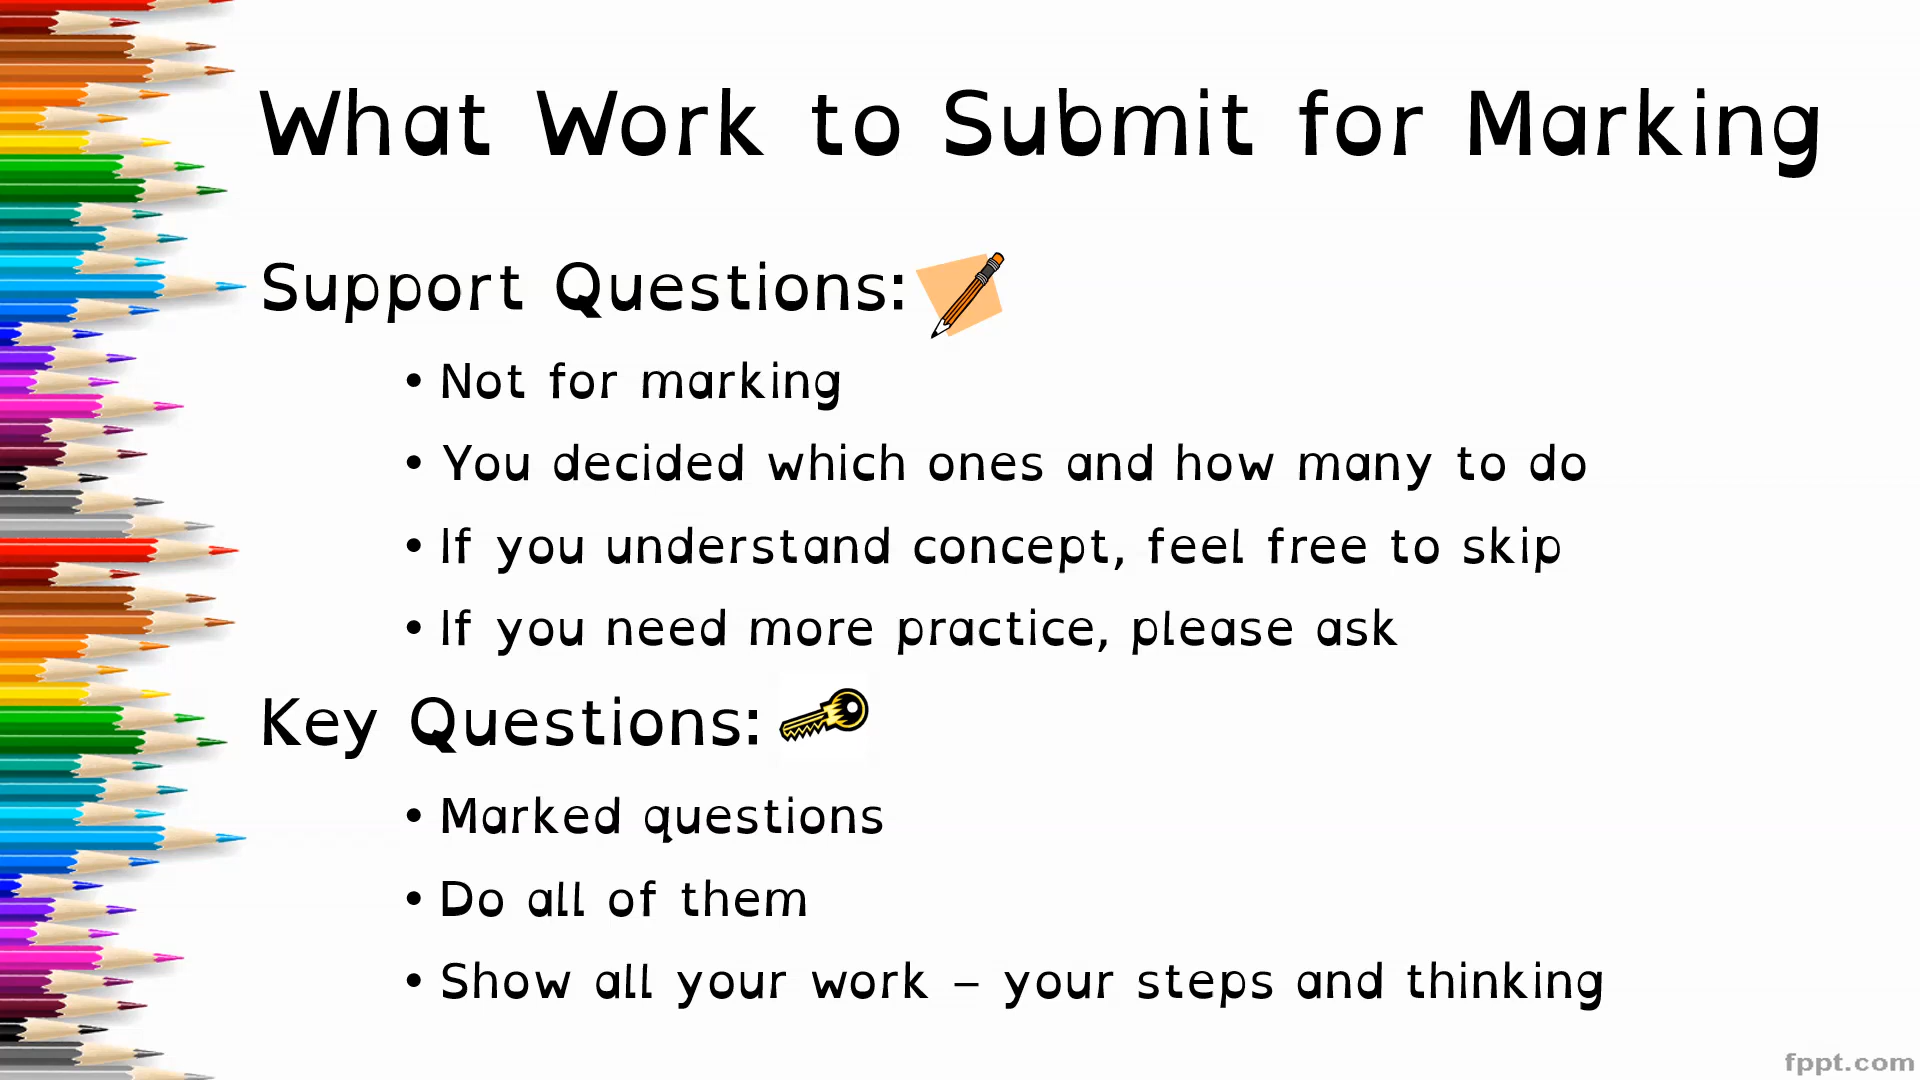 What Work to Submit for Marking
Support Questions:
• Not for marking
• You decided which ones and how many to do
• If you understand concept, feel free to skip
• If you need more practice, please ask
Key Questions:
• Marked questions
• Do all of them
• Show all your work – your steps and thinking
fppt.com